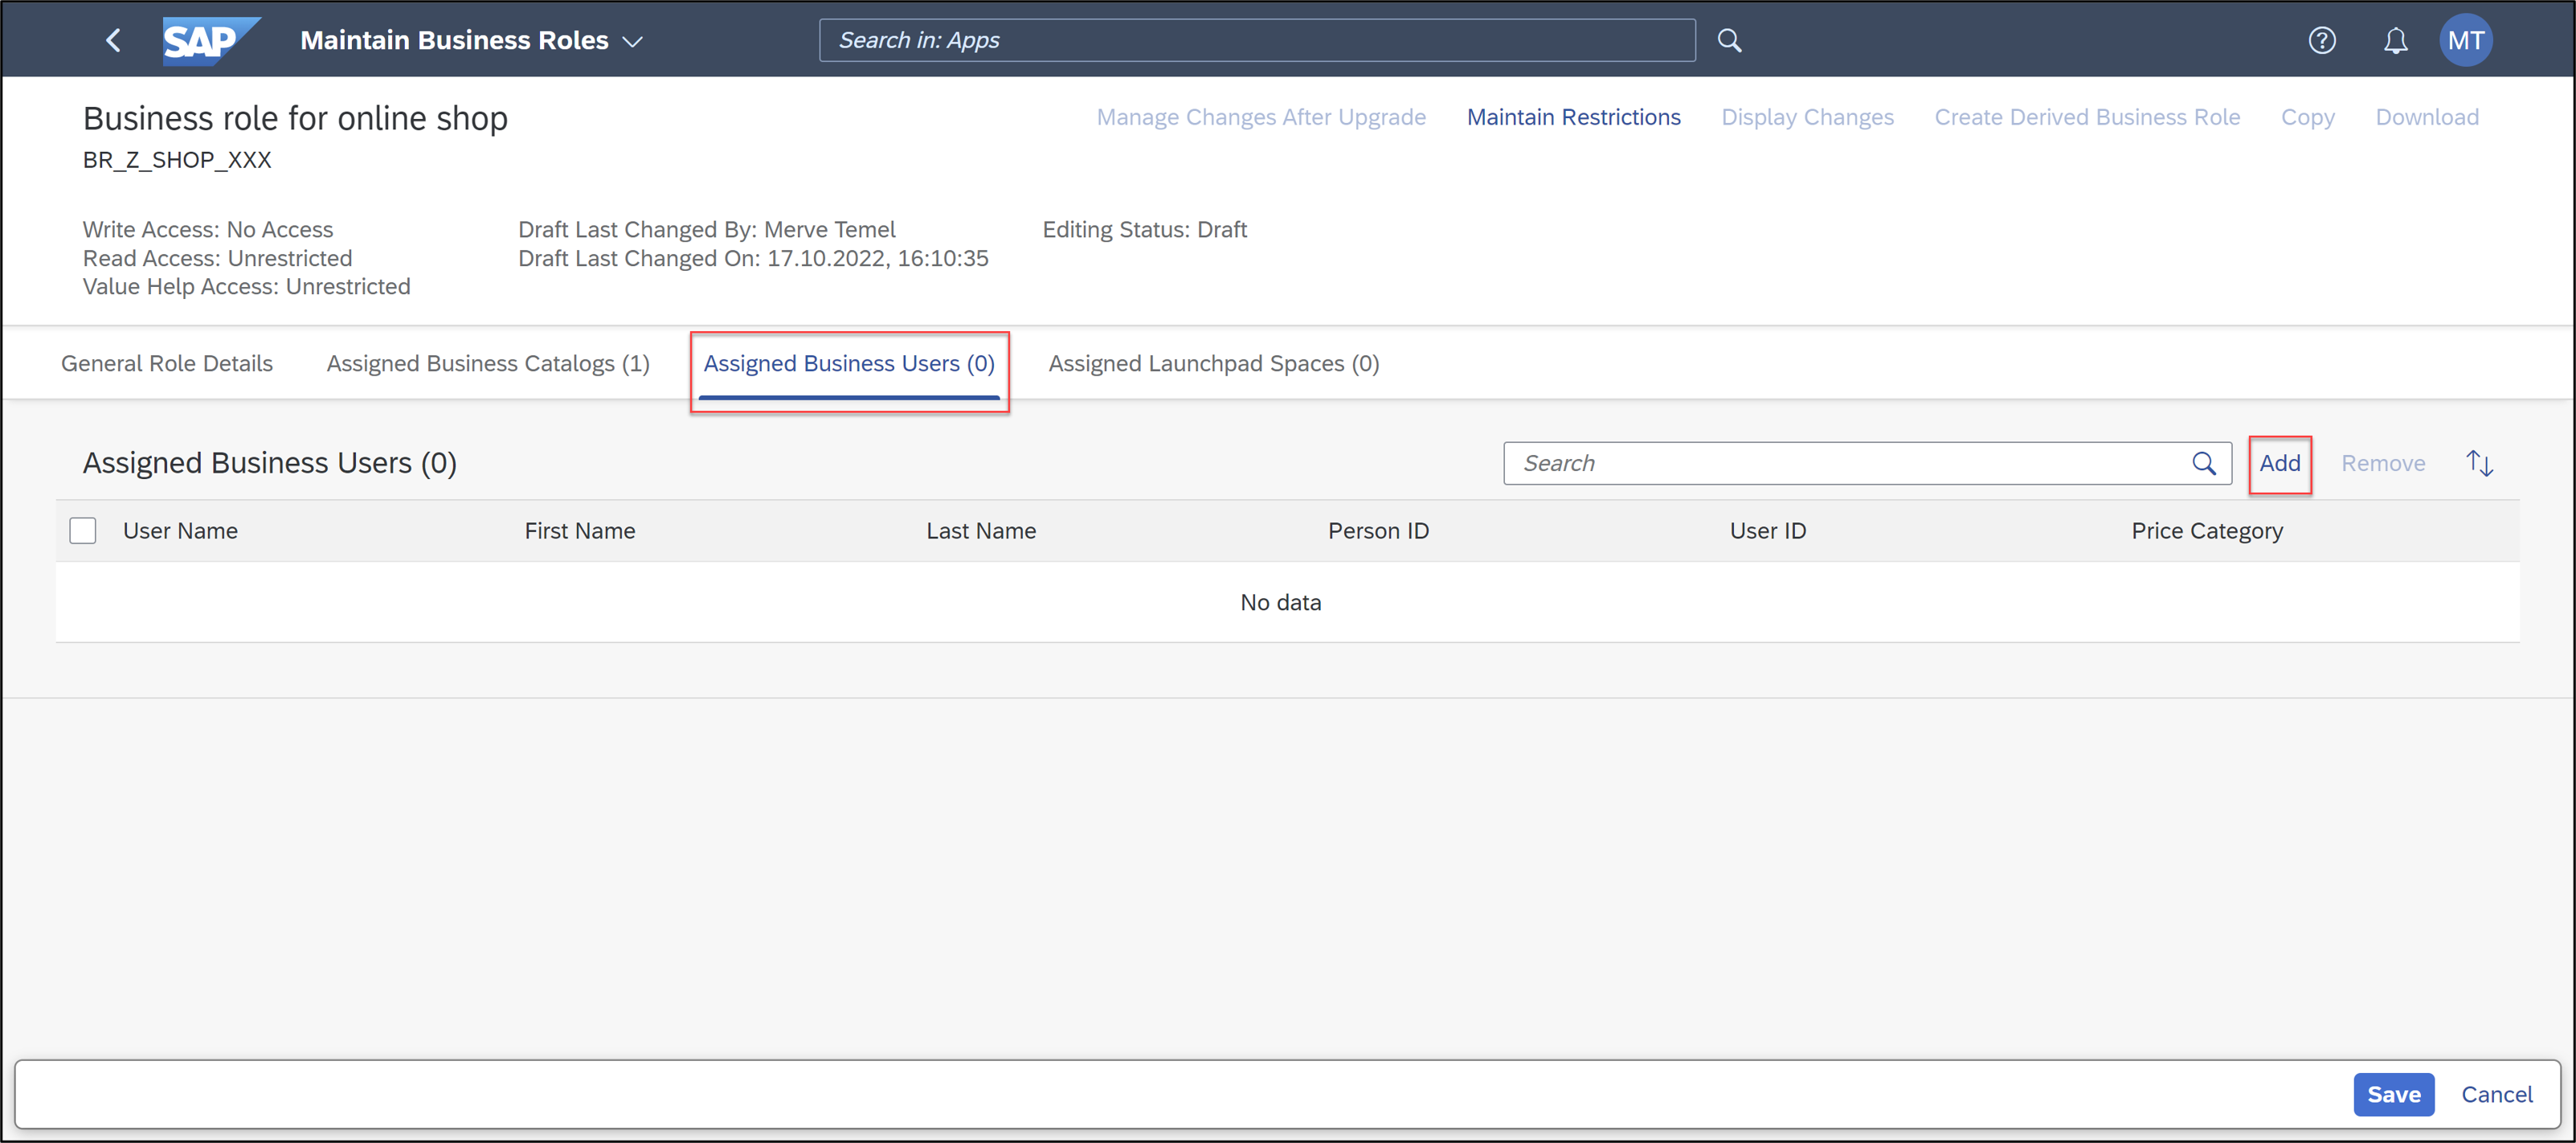 SAP Maintain Business Roles Search in: Apps MT
Business role for online shop Manage Changes After Upgrade Maintain Restrictions Display Changes Create Derived Business Role Copy Download
BR_Z_SHOP_XXX
Write Access: No Access Draft Last Changed By: Merve Temel Editing Status: Draft
Read Access: Unrestricted Draft Last Changed On: 17.10.2022, 16:10:35
Value Help Access: Unrestricted
General Role Details Assigned Business Catalogs (1) Assigned Business Users (0) Assigned Launchpad Spaces (0)
Assigned Business Users (0) Search Add Remove
User Name First Name Last Name Person ID User ID Price Category
No data
Save Cancel